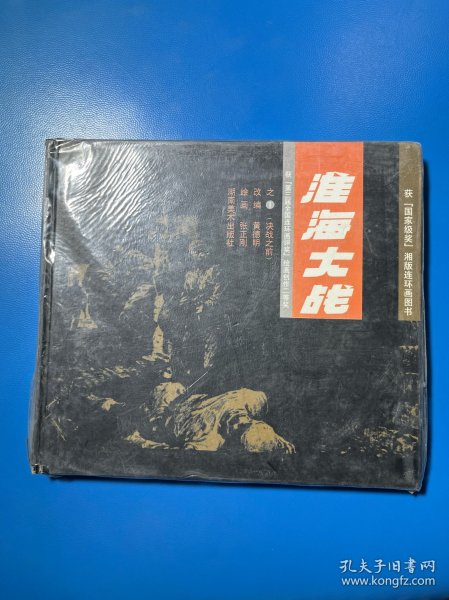 获「国家级奖」湘版连环画图书
淮海大战
获「第三届全国连环画评奖」绘画创作二等奖
之1（决战之前）
改编 黄德明
绘画 张正刚
湖南美术出版社
孔夫子旧书网
www.kongfz.com